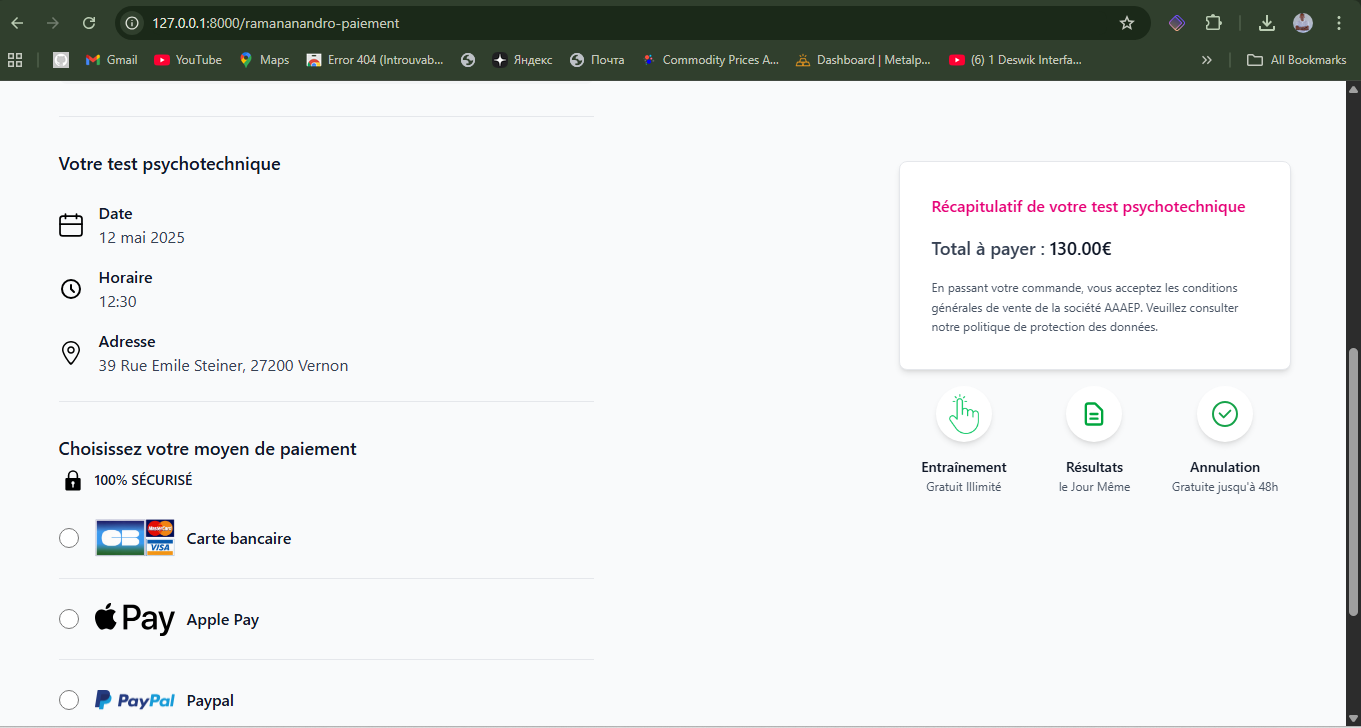 127.0.0.1:8000/ramananandro-paiement
Gmail
YouTube
Maps
Error 404 (Introuvab...
Яндекс
Почта
Commodity Prices A...
Dashboard | Metalp...
(6) 1 Deswik Interfa...
All Bookmarks
Votre test psychotechnique
Date
12 mai 2025
Horaire
12:30
Adresse
39 Rue Emile Steiner, 27200 Vernon
Choisissez votre moyen de paiement
100% SÉCURISÉ
CB MasterCard VISA Carte bancaire
Pay Apple Pay
PayPal Paypal
Récapitulatif de votre test psychotechnique
Total à payer : 130.00€
En passant votre commande, vous acceptez les conditions
générales de vente de la société AAAEP. Veuillez consulter
notre politique de protection des données.
Entraînement
Gratuit Illimité
Résultats
le Jour Même
Annulation
Gratuite jusqu'à 48h